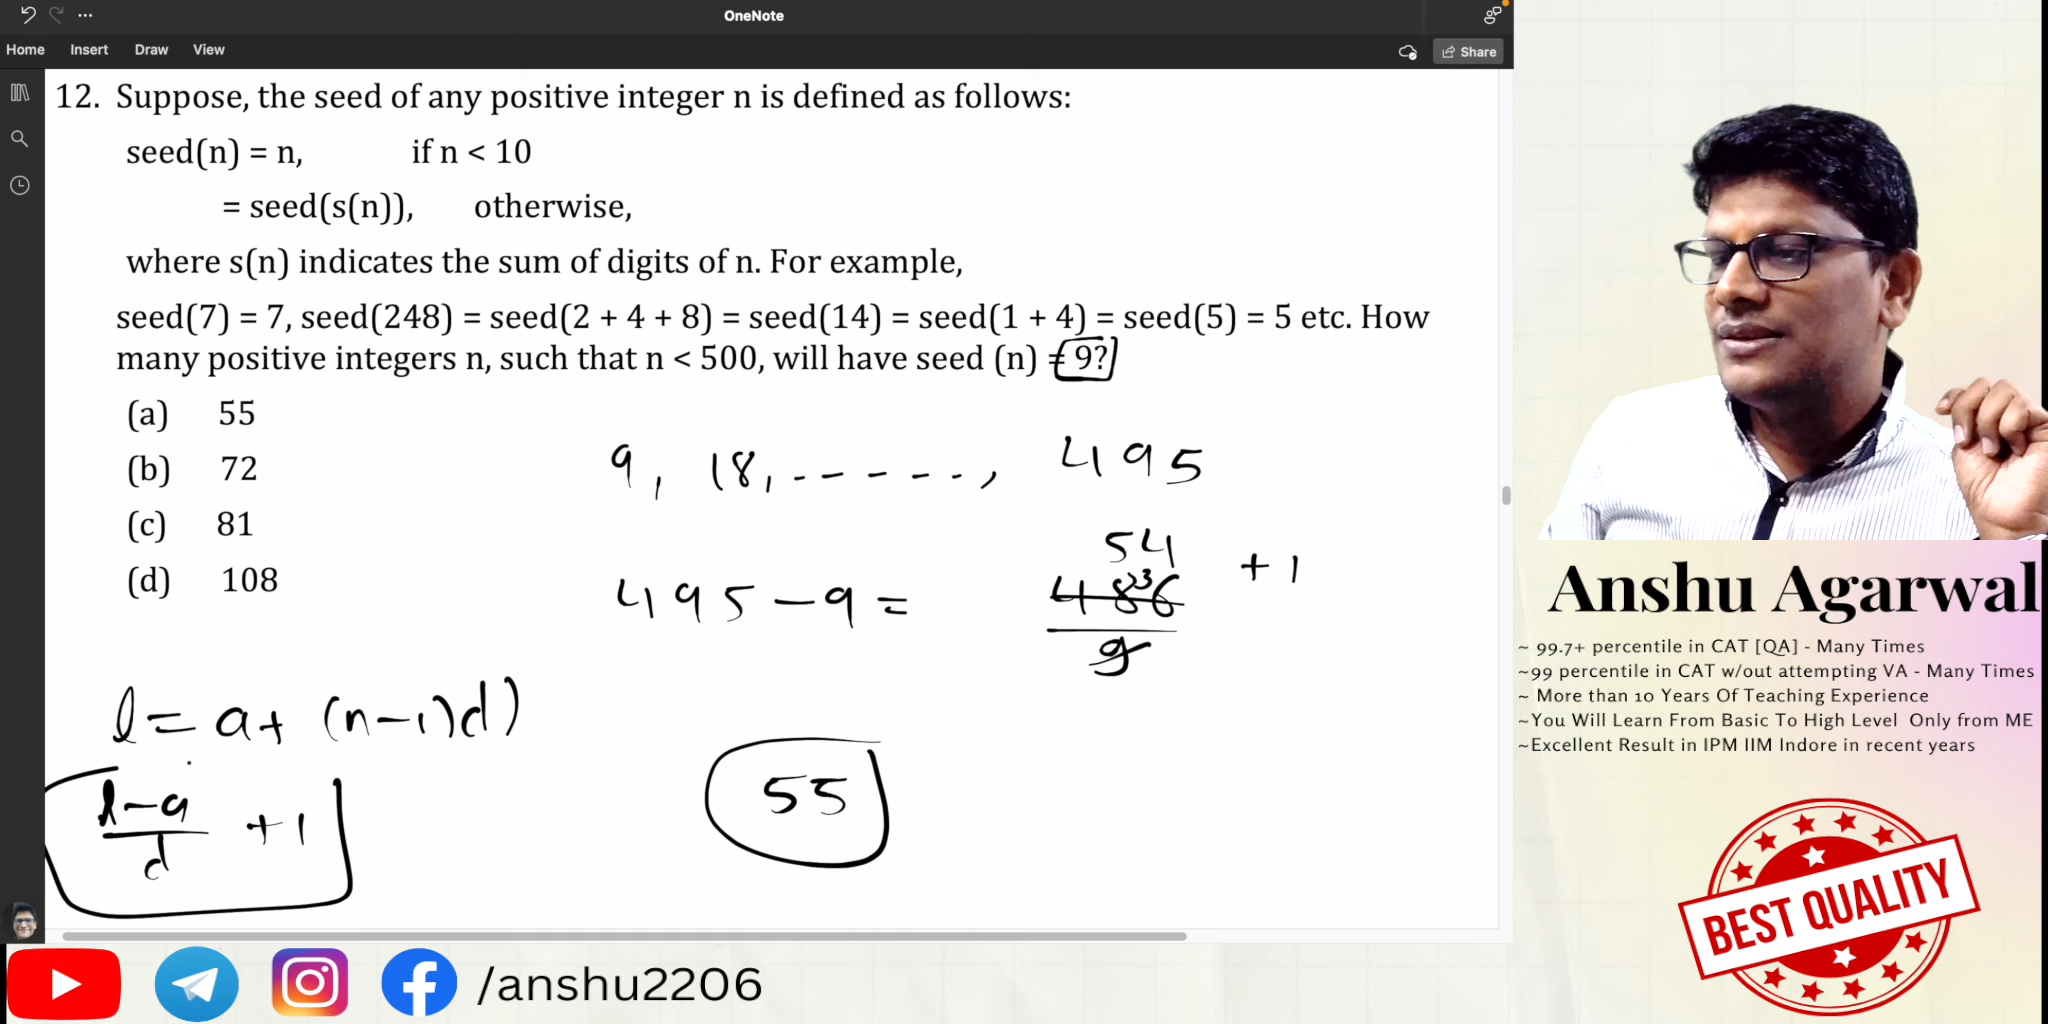 OneNote
Home Insert Draw View
Share
12. Suppose, the seed of any positive integer n is defined as follows:
seed(n) = n, if n < 10
= seed(s(n)), otherwise,
where s(n) indicates the sum of digits of n. For example,
seed(7) = 7, seed(248) = seed(2 + 4 + 8) = seed(14) = seed(1 + 4) = seed(5) = 5 etc. How
many positive integers n, such that n < 500, will have seed (n) = 9?
(a) 55
(b) 72
(c) 81
(d) 108
9, 18, - - - - - , 495
54
495 - 9 = 486 + 1
9
l = a + (n-1)d)
l-a
+ 1
d
55
Anshu Agarwal
~ 99.7+ percentile in CAT [QA] - Many Times
~99 percentile in CAT w/out attempting VA - Many Times
~ More than 10 Years Of Teaching Experience
~You Will Learn From Basic To High Level Only from ME
~Excellent Result in IPM IIM Indore in recent years
BEST QUALITY
/anshu2206